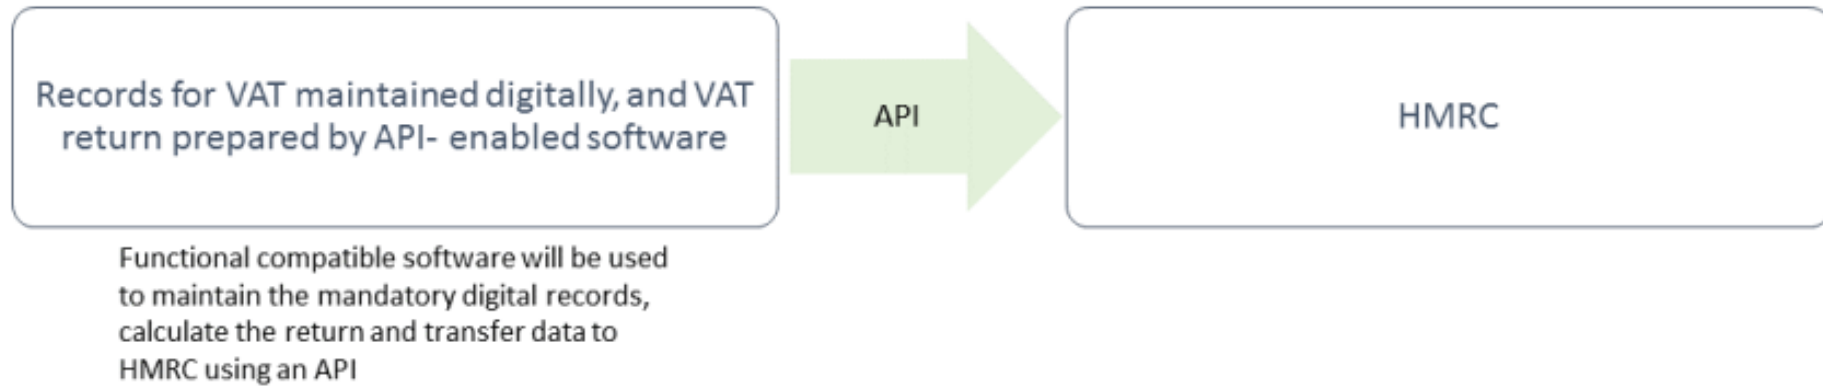 Records for VAT maintained digitally, and VAT
return prepared by API- enabled software
API
HMRC
Functional compatible software will be used
to maintain the mandatory digital records,
calculate the return and transfer data to
HMRC using an API